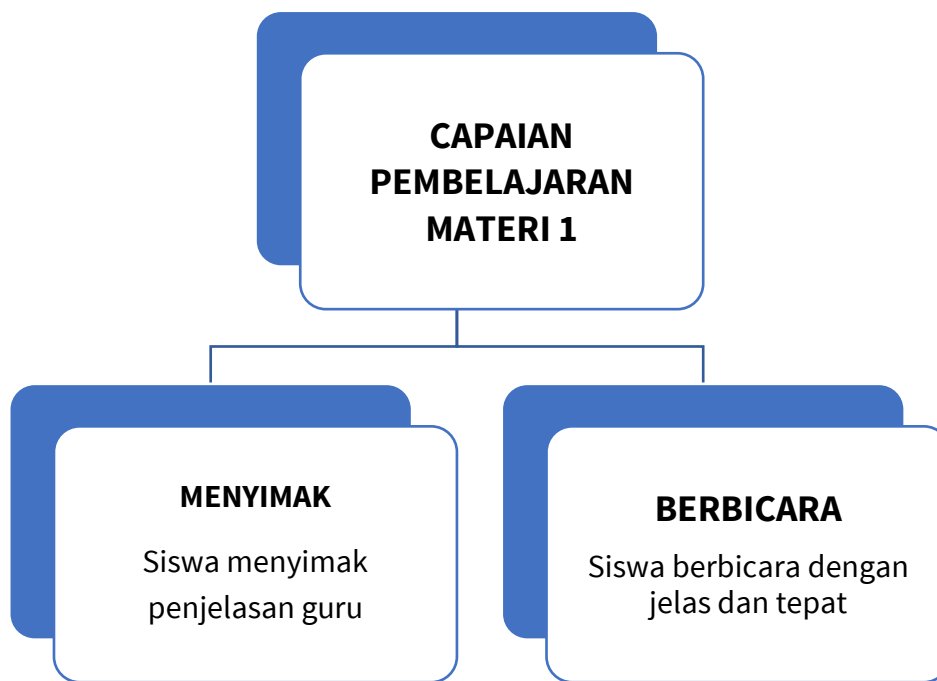 CAPAIAN
PEMBELAJARAN
MATERI 1
MENYIMAK
Siswa menyimak
penjelasan guru
BERBICARA
Siswa berbicara dengan
jelas dan tepat